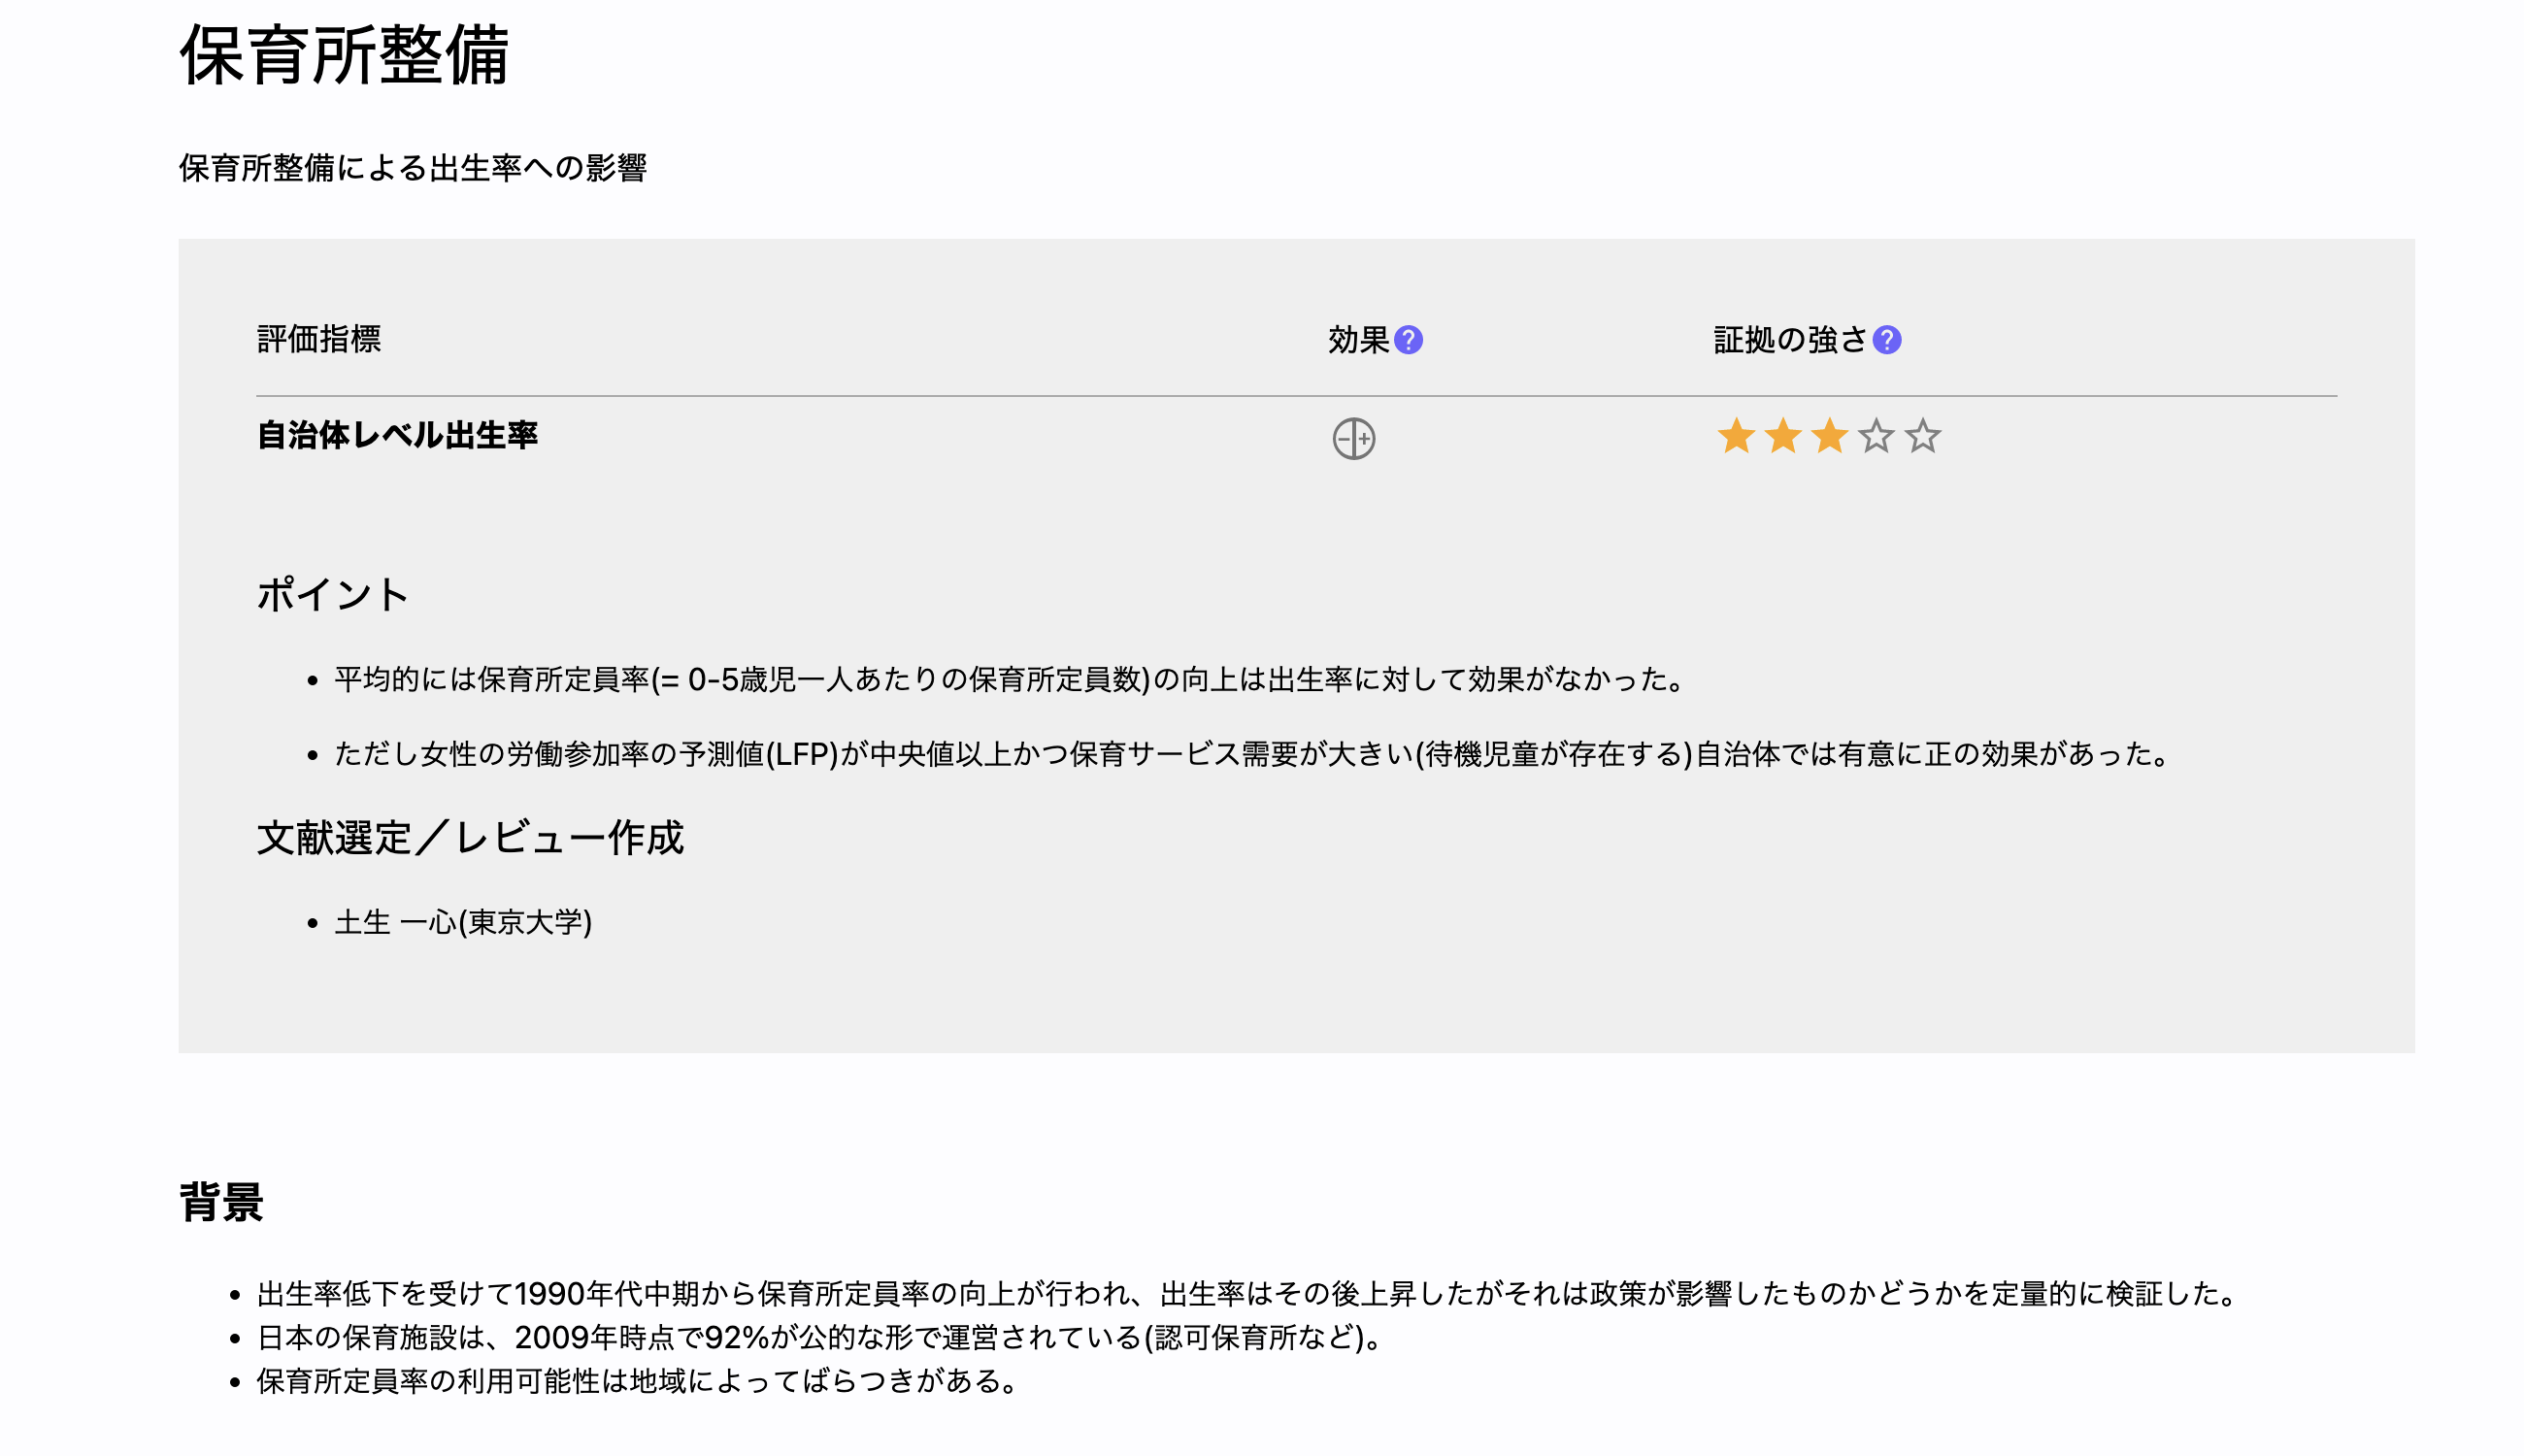 保育所整備
保育所整備による出生率への影響
評価指標 効果? 証拠の強さ?
自治体レベル出生率
ポイント
• 平均的には保育所定員率(= 0-5歳児一人あたりの保育所定員数)の向上は出生率に対して効果がなかった。
• ただし女性の労働参加率の予測値(LFP)が中央値以上かつ保育サービス需要が大きい(待機児童が存在する)自治体では有意に正の効果があった。
文献選定／レビュー作成
• 土生 一心(東京大学)
背景
• 出生率低下を受けて1990年代中期から保育所定員率の向上が行われ、出生率はその後上昇したがそれは政策が影響したものかどうかを定量的に検証した。
• 日本の保育施設は、2009年時点で92%が公的な形で運営されている(認可保育所など)。
• 保育所定員率の利用可能性は地域によってばらつきがある。